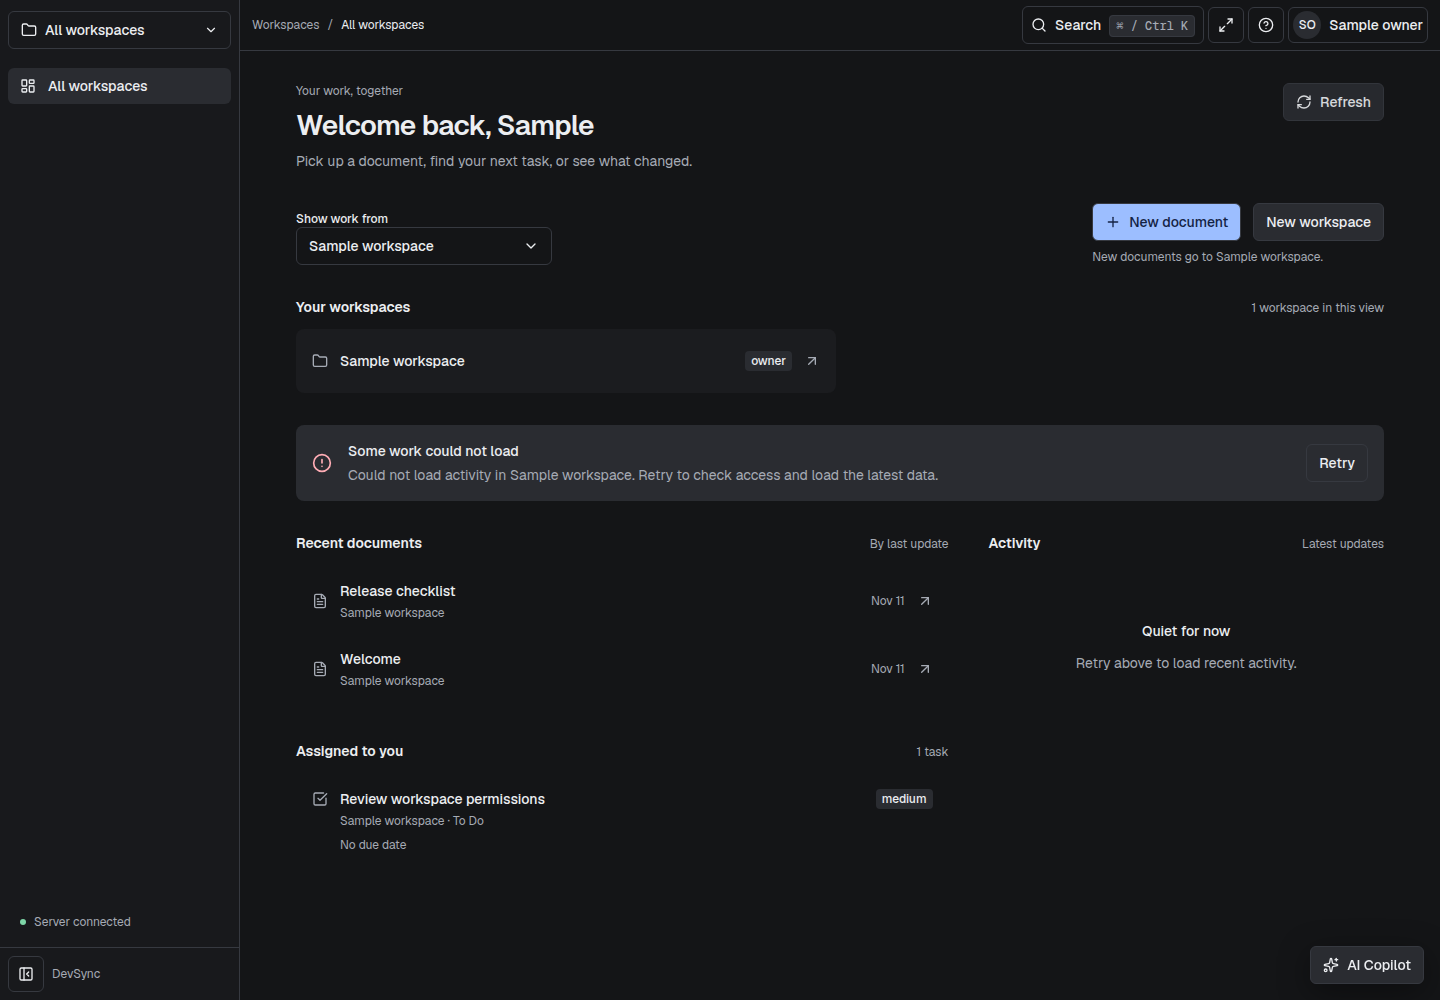 All workspaces
Workspaces / All workspaces
Search ⌘ / Ctrl K
SO Sample owner
All workspaces
Your work, together
Welcome back, Sample
Pick up a document, find your next task, or see what changed.
Refresh
Show work from
Sample workspace
New document
New workspace
New documents go to Sample workspace.
Your workspaces
1 workspace in this view
Sample workspace
owner
Some work could not load
Could not load activity in Sample workspace. Retry to check access and load the latest data.
Retry
Recent documents
By last update
Release checklist
Sample workspace
Nov 11
Welcome
Sample workspace
Nov 11
Activity
Latest updates
Quiet for now
Retry above to load recent activity.
Assigned to you
1 task
Review workspace permissions
Sample workspace · To Do
No due date
medium
Server connected
DevSync
AI Copilot